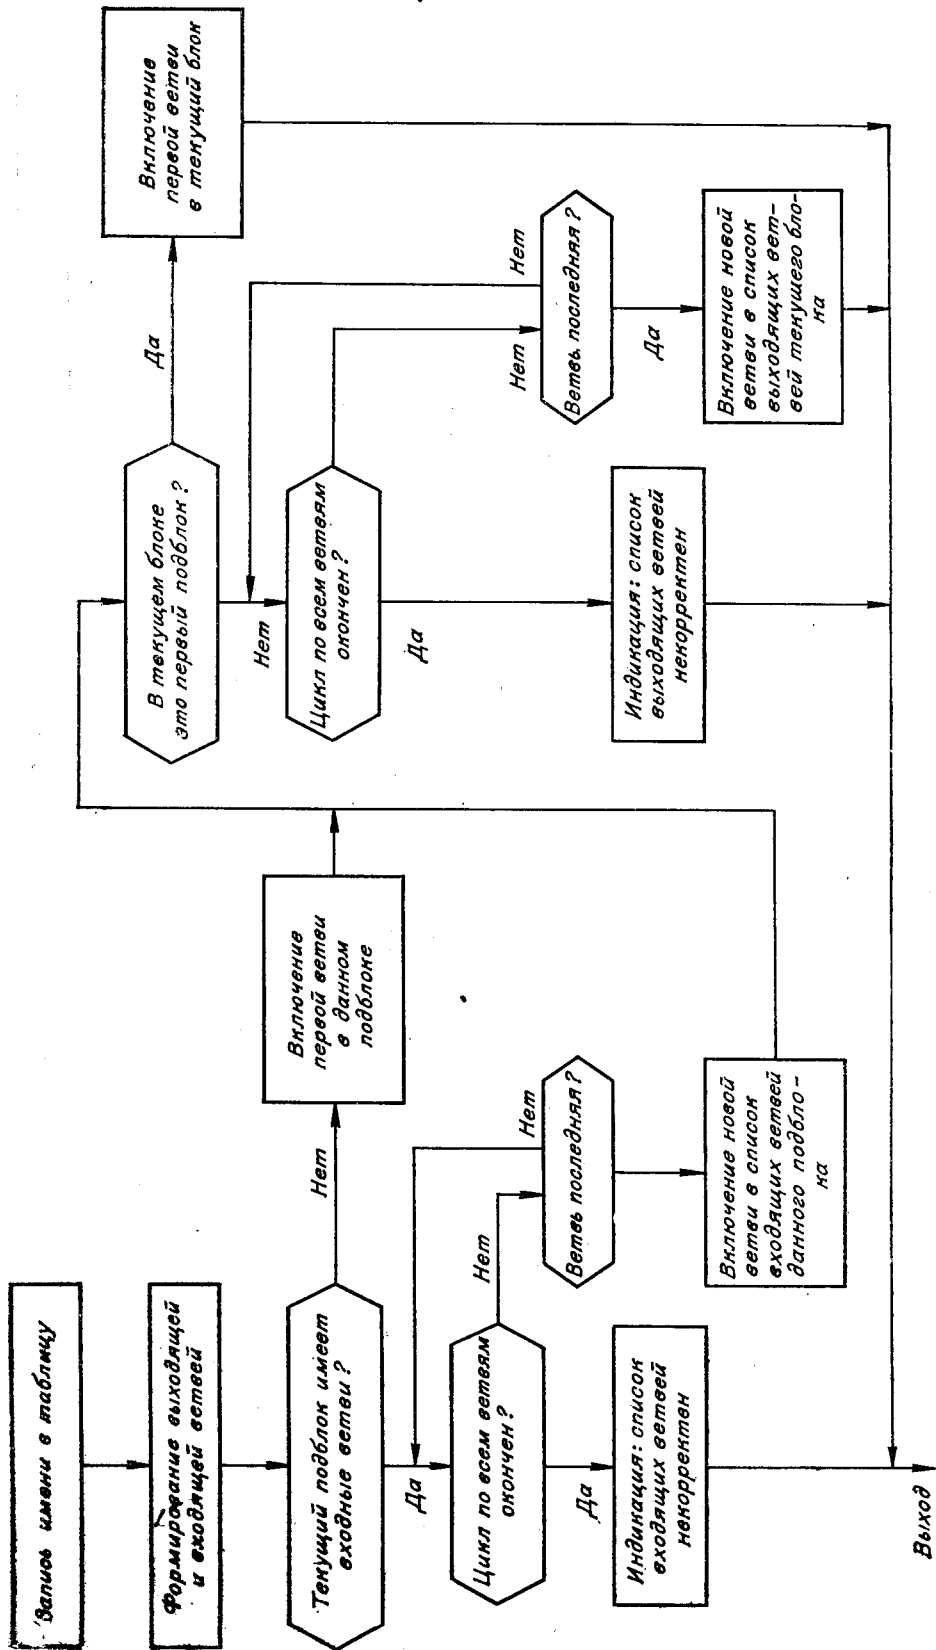 Запись имени в таблицу
Формирование выходящей
и входящей ветвей
Текущий подблок имеет
входные ветви?
Нет
Включение
первой ветви
в данном
подблоке
Да
Цикл по всем ветвям
окончен?
Нет
Ветвь последняя?
Нет
Да
Индикация: список
входящих ветвей
некорректен
Включение новой
ветви в список
входящих ветвей
данного подбло-
ка
Выход
В текущем блоке
это первый подблок?
Да
Включение
первой ветви
в текущий блок
Нет
Цикл по всем ветвям
окончен?
Нет
Ветвь последняя?
Нет
Да
Индикация: список
выходящих ветвей
некорректен
Да
Включение новой
ветви в список
выходящих вет-
вей текущего бло-
ка